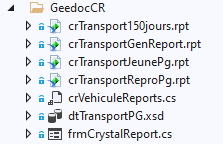 GeedocCR
crTransport150jours.rpt
crTransportGenReport.rpt
crTransportJeunePg.rpt
crTransportReproPg.rpt
crVehiculeReports.cs
dtTransportPG.xsd
frmCrystalReport.cs